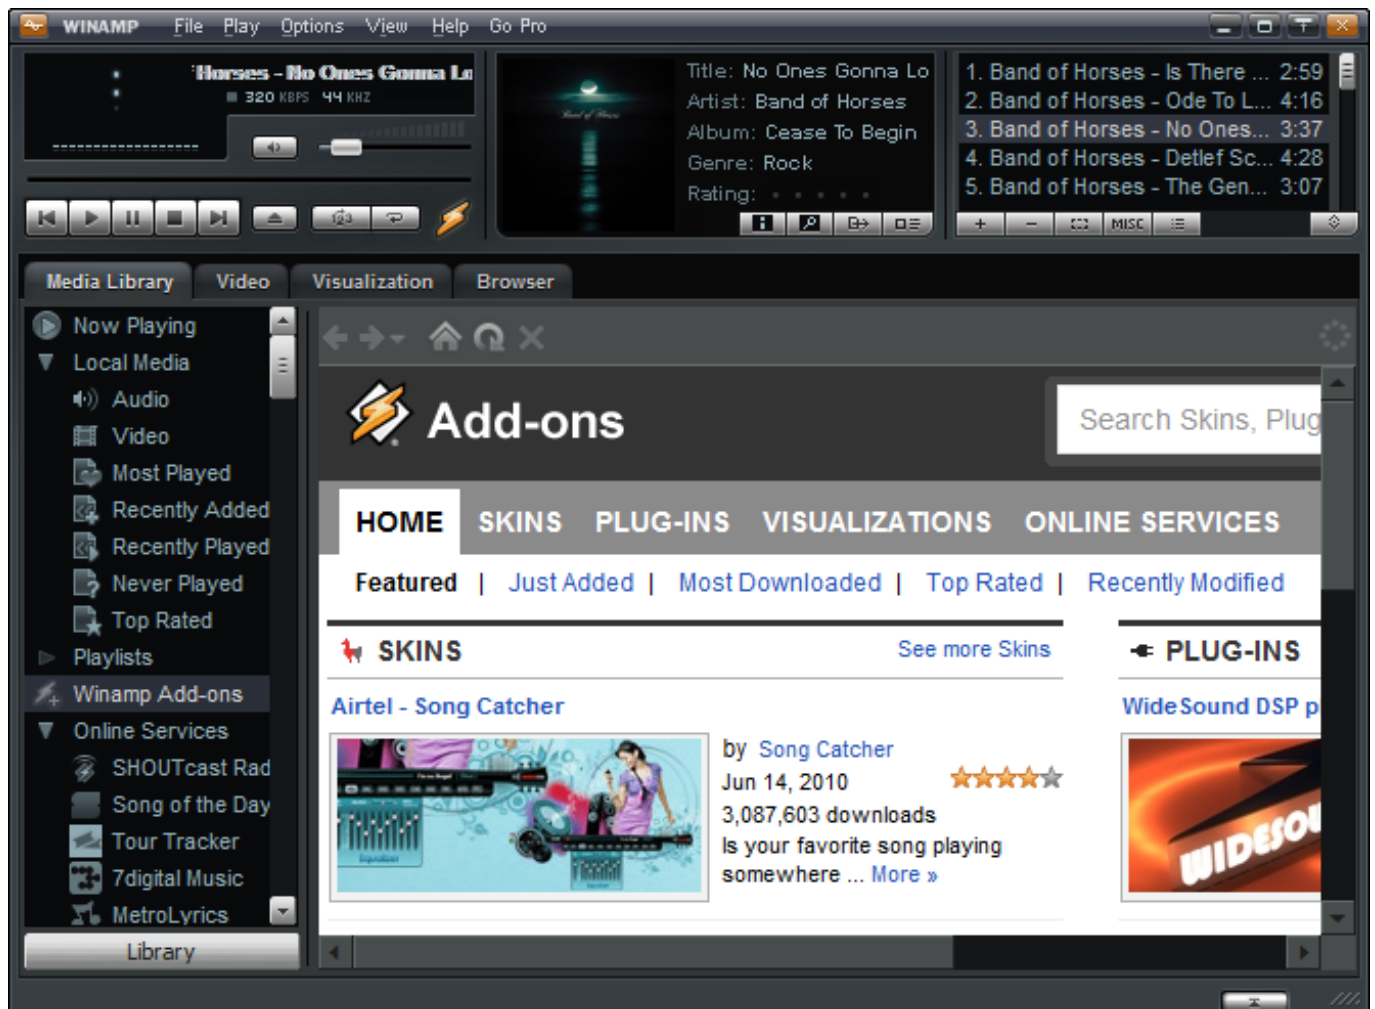 WINAMP File Play Options View Help Go Pro
Horses - No Ones Gonna Lo
320 KBPS 44 KHZ
Band of Horses
Title: No Ones Gonna Lo
Artist: Band of Horses
Album: Cease To Begin
Genre: Rock
Rating:
1. Band of Horses - Is There ... 2:59
2. Band of Horses - Ode To L... 4:16
3. Band of Horses - No Ones... 3:37
4. Band of Horses - Detlef Sc... 4:28
5. Band of Horses - The Gen... 3:07
MISC
Media Library Video Visualization Browser
Now Playing
Local Media
Audio
Video
Most Played
Recently Added
Recently Played
Never Played
Top Rated
Playlists
Winamp Add-ons
Online Services
SHOUTcast Rad
Song of the Day
Tour Tracker
7digital Music
MetroLyrics
Library
Add-ons
Search Skins, Plug
HOME SKINS PLUG-INS VISUALIZATIONS ONLINE SERVICES
Featured | Just Added | Most Downloaded | Top Rated | Recently Modified
SKINS See more Skins
Airtel - Song Catcher
by Song Catcher
Jun 14, 2010
3,087,603 downloads
Is your favorite song playing
somewhere ... More »
Equalizer
PLUG-INS
WideSound DSP p
WIDESOU